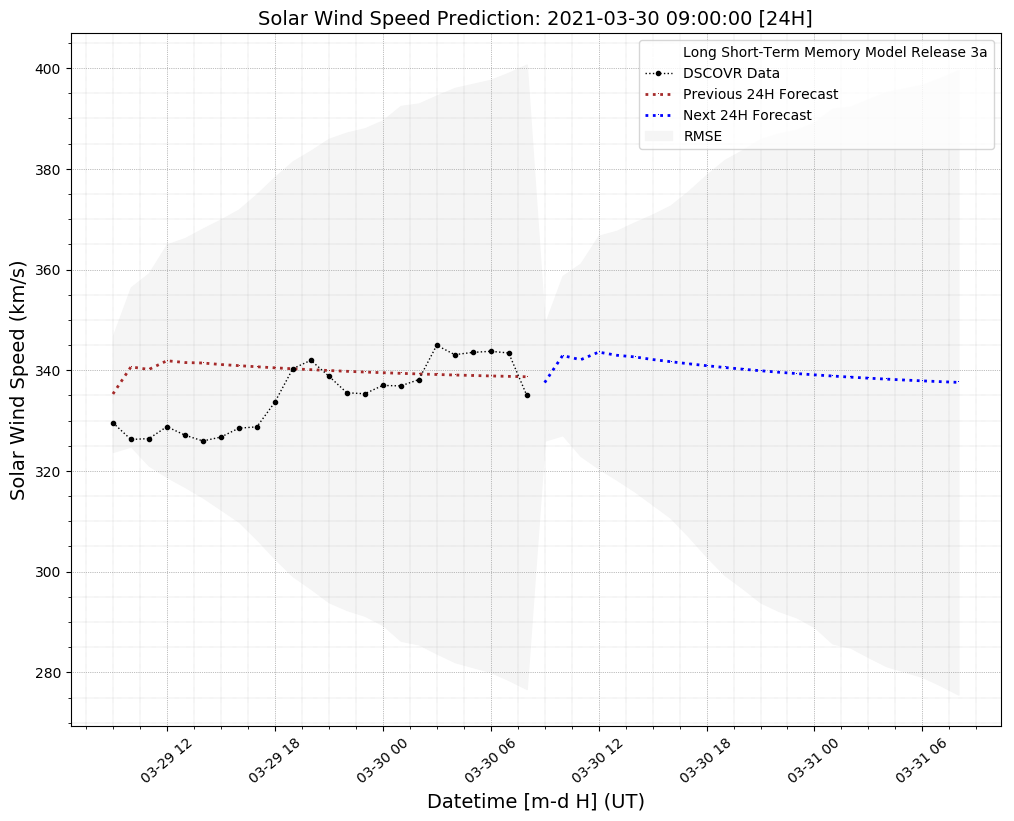 Solar Wind Speed Prediction: 2021-03-30 09:00:00 [24H]
Long Short-Term Memory Model Release 3a
DSCOVR Data
Previous 24H Forecast
Next 24H Forecast
RMSE
Solar Wind Speed (km/s)
400
380
360
340
320
300
280
03-29 12
03-29 18
03-30 00
03-30 06
03-30 12
03-30 18
03-31 00
03-31 06
Datetime [m-d H] (UT)